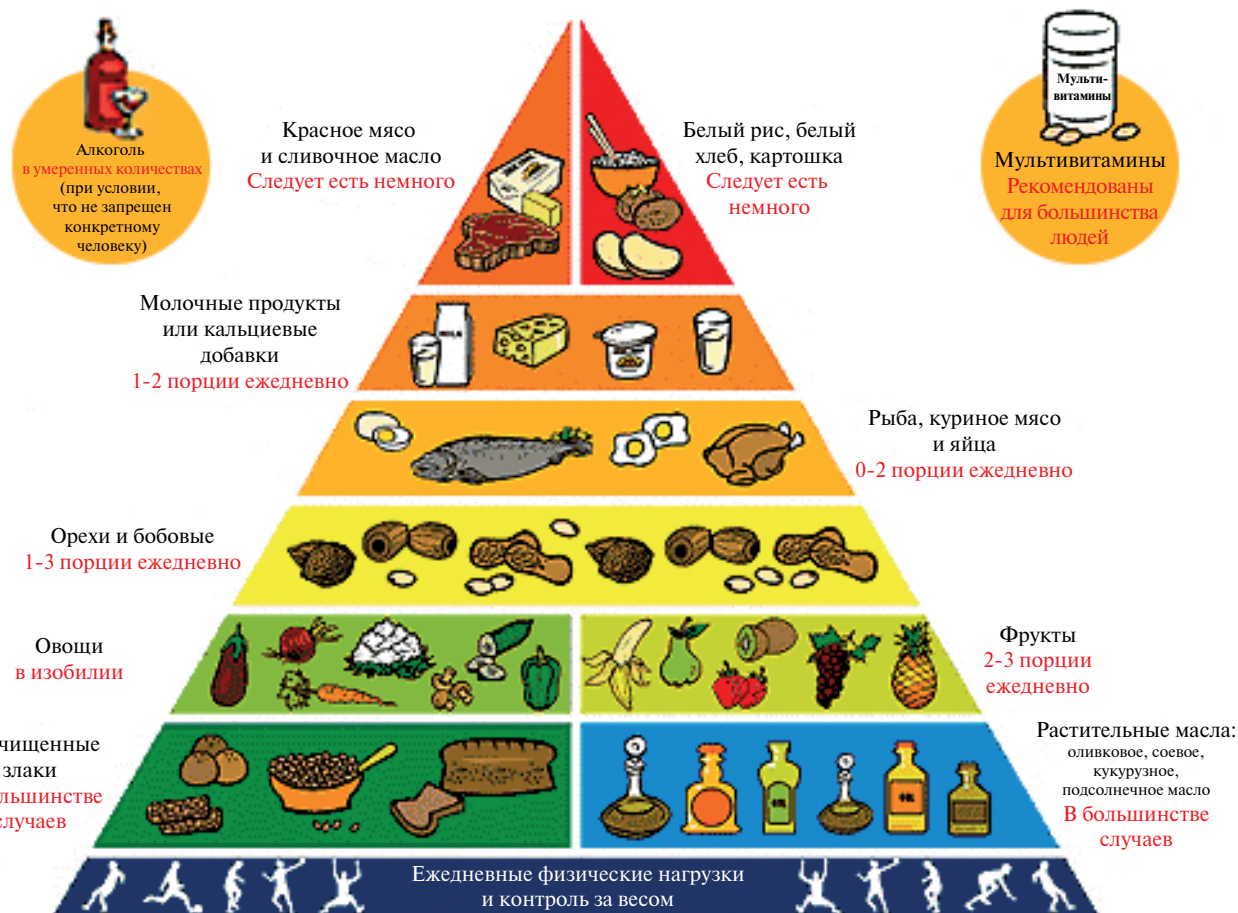 Алкоголь
в умеренных количествах
(при условии,
что не запрещен
конкретному
человеку)
Красное мясо
и сливочное масло
Следует есть немного
Белый рис, белый
хлеб, картошка
Следует есть
немного
Мульти-
витамины
Мультивитамины
Рекомендованы
для большинства
людей
Молочные продукты
или кальциевые
добавки
1-2 порции ежедневно
Рыба, куриное мясо
и яйца
0-2 порции ежедневно
Орехи и бобовые
1-3 порции ежедневно
Овощи
в изобилии
Фрукты
2-3 порции
ежедневно
чищенные
злаки
льшинстве
случаев
Растительные масла:
оливковое, соевое,
кукурузное,
подсолнечное масло
В большинстве
случаев
Ежедневные физические нагрузки
и контроль за весом